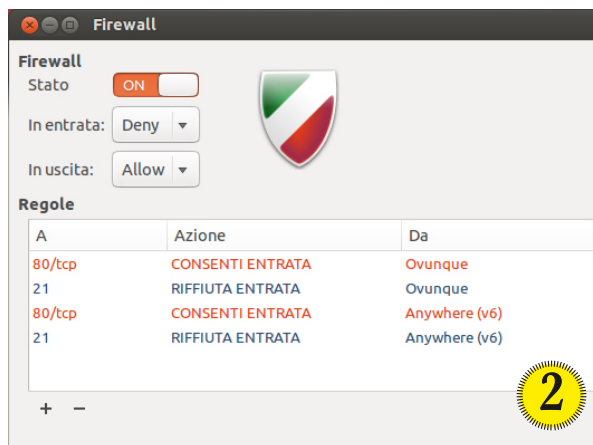 Firewall
Firewall
Stato ON
In entrata: Deny
In uscita: Allow
Regole
A Azione Da
80/tcp CONSENTI ENTRATA Ovunque
21 RIFFIUTA ENTRATA Ovunque
80/tcp CONSENTI ENTRATA Anywhere (v6)
21 RIFFIUTA ENTRATA Anywhere (v6)
+ −
2